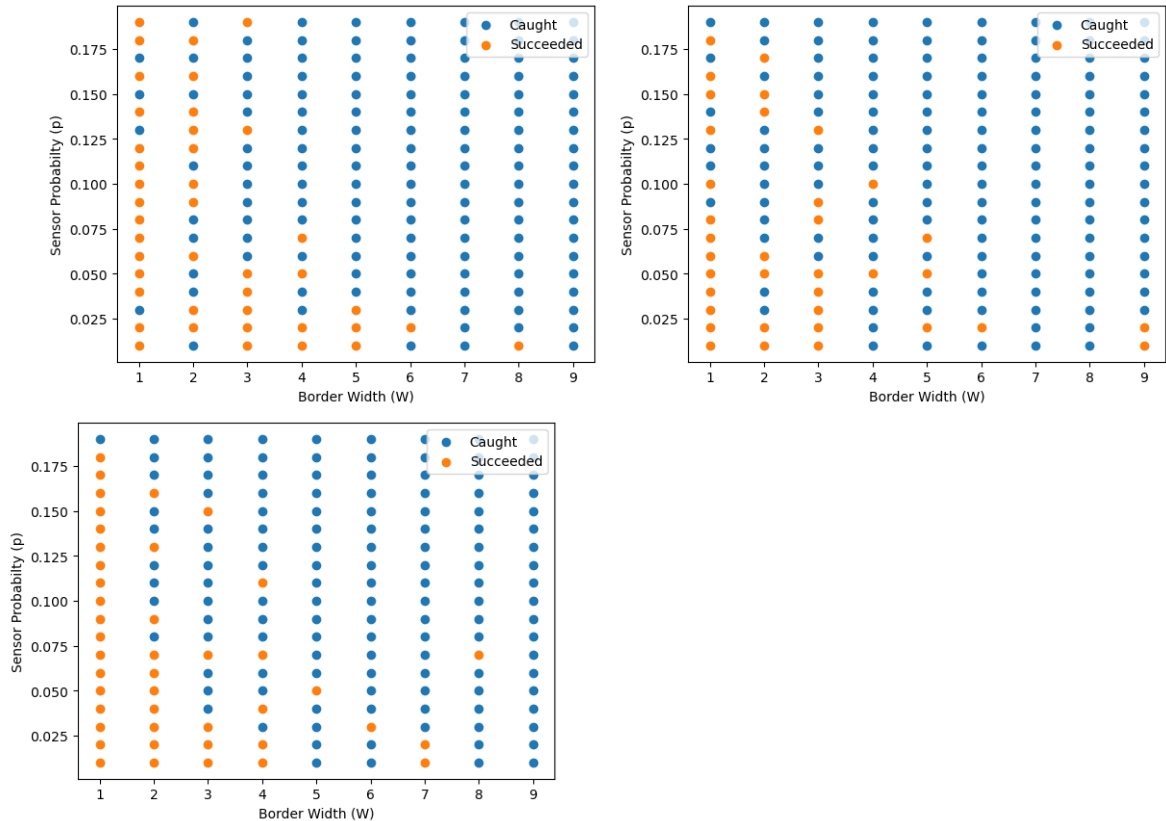 Caught
Succeeded
0.175
0.150
0.125
0.100
0.075
0.050
0.025
Sensor Probabilty (p)
1 2 3 4 5 6 7 8 9
Border Width (W)
Caught
Succeeded
0.175
0.150
0.125
0.100
0.075
0.050
0.025
Sensor Probabilty (p)
1 2 3 4 5 6 7 8 9
Border Width (W)
Caught
Succeeded
0.175
0.150
0.125
0.100
0.075
0.050
0.025
Sensor Probabilty (p)
1 2 3 4 5 6 7 8 9
Border Width (W)